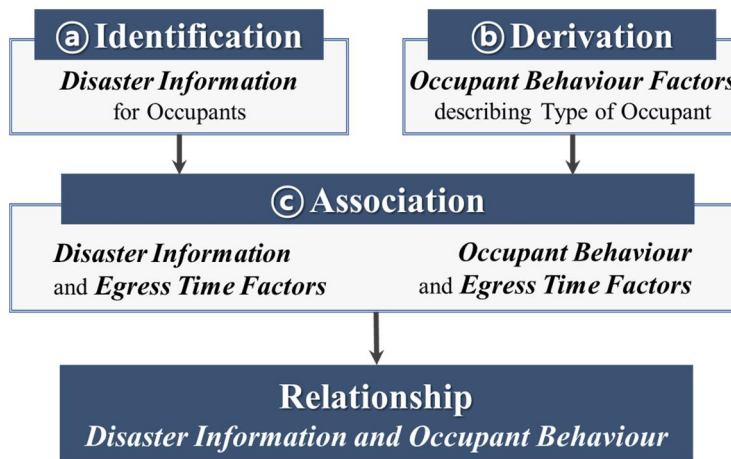 ⓐ Identification
Disaster Information
for Occupants
ⓑ Derivation
Occupant Behaviour Factors
describing Type of Occupant
ⓒ Association
Disaster Information
and Egress Time Factors
Occupant Behaviour
and Egress Time Factors
Relationship
Disaster Information and Occupant Behaviour